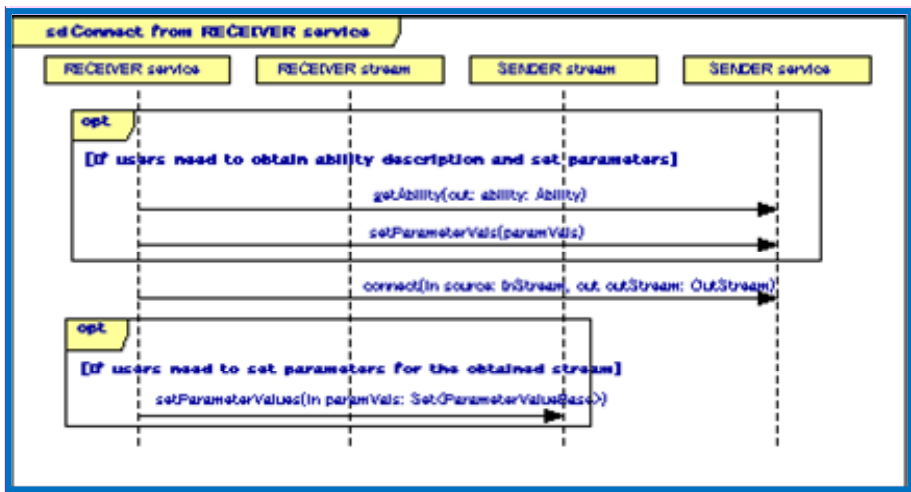 sd Connect from RECEIVER service
RECEIVER service RECEIVER stream SENDER stream SENDER service
opt
[If users need to obtain ability description and set parameters]
getAbility(out: ability: Ability)
setParameterVals(paramVals)
connect(in source: InStream, out outStream: OutStream)
opt
[If users need to set parameters for the obtained stream]
setParameterValues(in paramVals: Set<ParameterValueBase>)